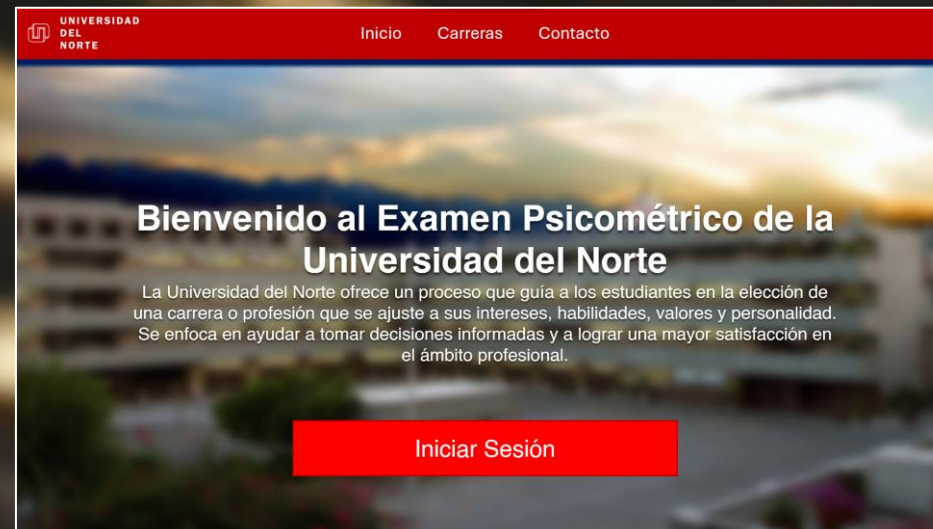 UNIVERSIDAD
DEL
NORTE
Inicio Carreras Contacto
Bienvenido al Examen Psicométrico de la
Universidad del Norte
La Universidad del Norte ofrece un proceso que guía a los estudiantes en la elección de
una carrera o profesión que se ajuste a sus intereses, habilidades, valores y personalidad.
Se enfoca en ayudar a tomar decisiones informadas y a lograr una mayor satisfacción en
el ámbito profesional.
Iniciar Sesión